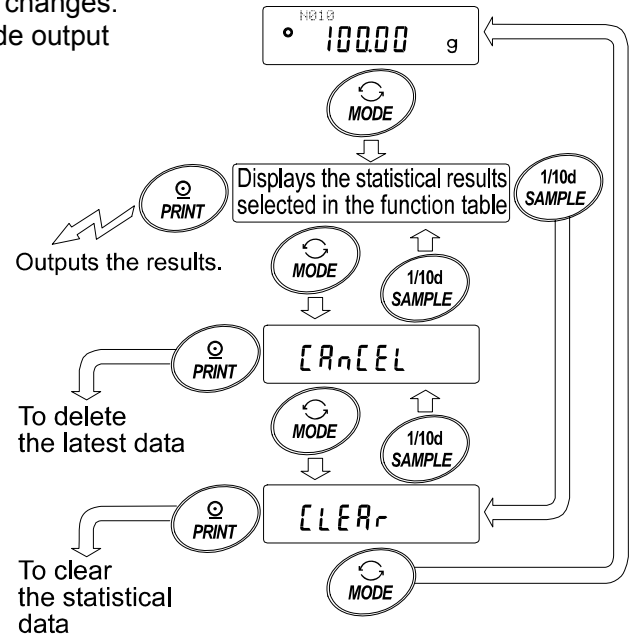 changes.
de output
N010
100.00 g
MODE
Displays the statistical results
selected in the function table
PRINT
1/10d
SAMPLE
Outputs the results.
MODE
1/10d
SAMPLE
PRINT
CAnCEL
To delete
the latest data
MODE
1/10d
SAMPLE
PRINT
CLEAr
To clear
the statistical
data
MODE